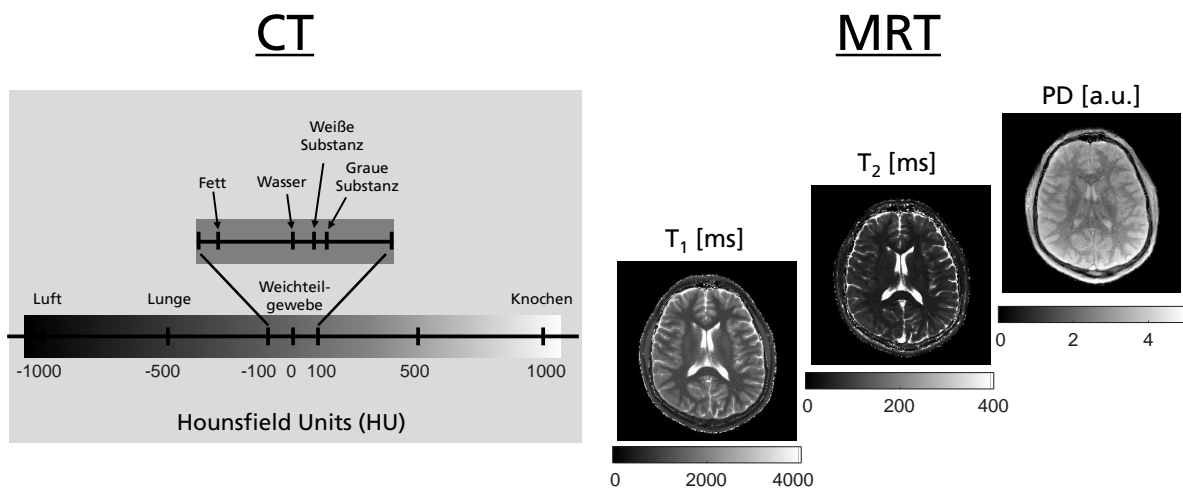 CT
MRT
Weiße
Substanz
Fett
Wasser
Graue
Substanz
Luft
Lunge
Weichteil-
gewebe
Knochen
-1000
-500
-100
0
100
500
1000
Hounsfield Units (HU)
T₁ [ms]
0 2000 4000
T₂ [ms]
0 200 400
PD [a.u.]
0 2 4